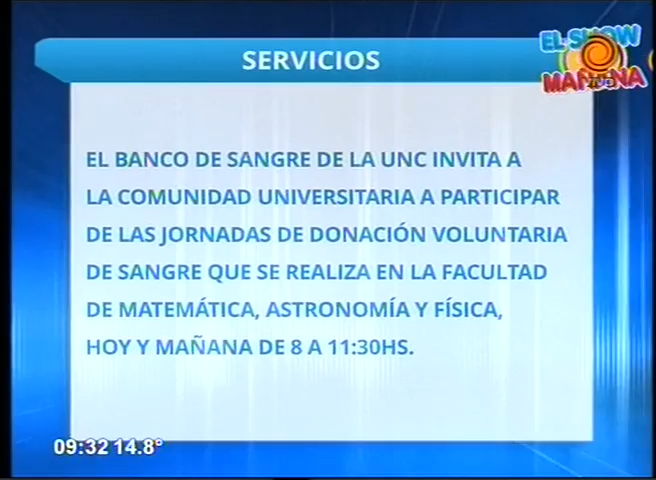 SERVICIOS
EL SHOW
MAÑANA
EL BANCO DE SANGRE DE LA UNC INVITA A
LA COMUNIDAD UNIVERSITARIA A PARTICIPAR
DE LAS JORNADAS DE DONACIÓN VOLUNTARIA
DE SANGRE QUE SE REALIZA EN LA FACULTAD
DE MATEMÁTICA, ASTRONOMÍA Y FÍSICA,
HOY Y MAÑANA DE 8 A 11:30HS.
09:32 14.8°